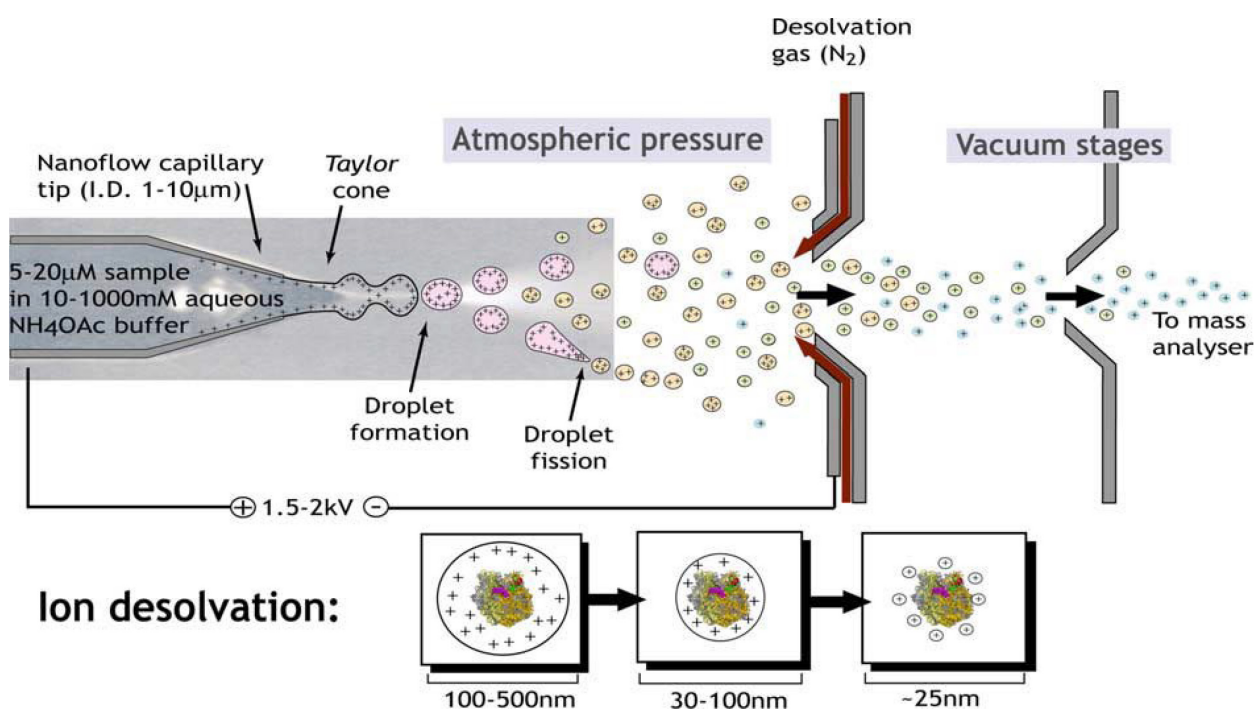 Desolvation
gas (N₂)
Atmospheric pressure
Vacuum stages
Nanoflow capillary
tip (I.D. 1-10μm)
Taylor
cone
5-20μM sample
in 10-1000mM aqueous
NH4OAc buffer
To mass
analyser
Droplet
formation
Droplet
fission
+ 1.5-2kV -
Ion desolvation:
100-500nm
30-100nm
~25nm